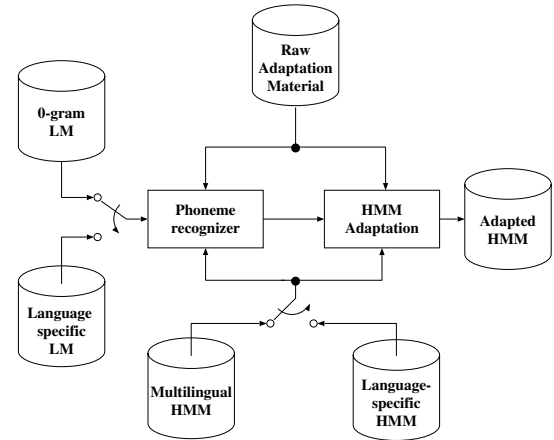 Raw
Adaptation
Material
0-gram
LM
Phoneme
recognizer
HMM
Adaptation
Adapted
HMM
Language
specific
LM
Multilingual
HMM
Language-
specific
HMM